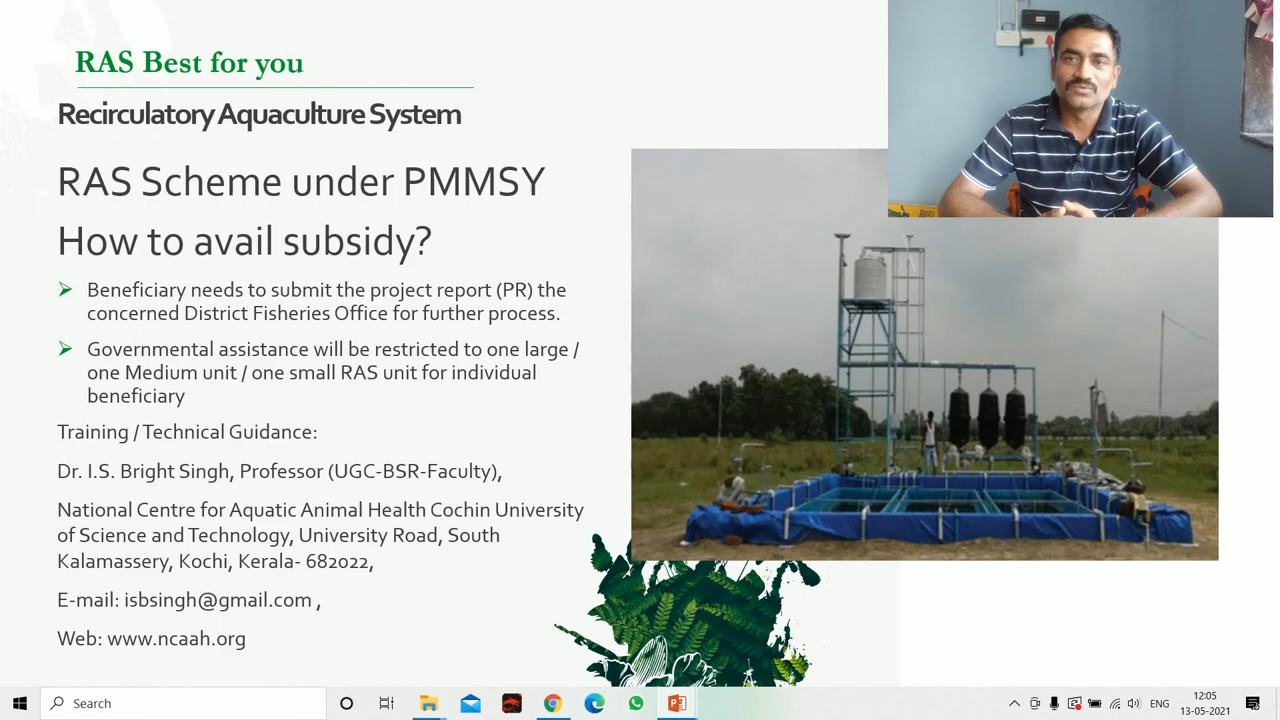 RAS Best for you
Recirculatory Aquaculture System
RAS Scheme under PMMSY
How to avail subsidy?
Beneficiary needs to submit the project report (PR) the
concerned District Fisheries Office for further process.
Governmental assistance will be restricted to one large /
one Medium unit / one small RAS unit for individual
beneficiary
Training / Technical Guidance:
Dr. I.S. Bright Singh, Professor (UGC-BSR-Faculty),
National Centre for Aquatic Animal Health Cochin University
of Science and Technology, University Road, South
Kalamassery, Kochi, Kerala- 682022,
E-mail: isbsingh@gmail.com ,
Web: www.ncaah.org
Search
ENG
12:05
13-05-2021